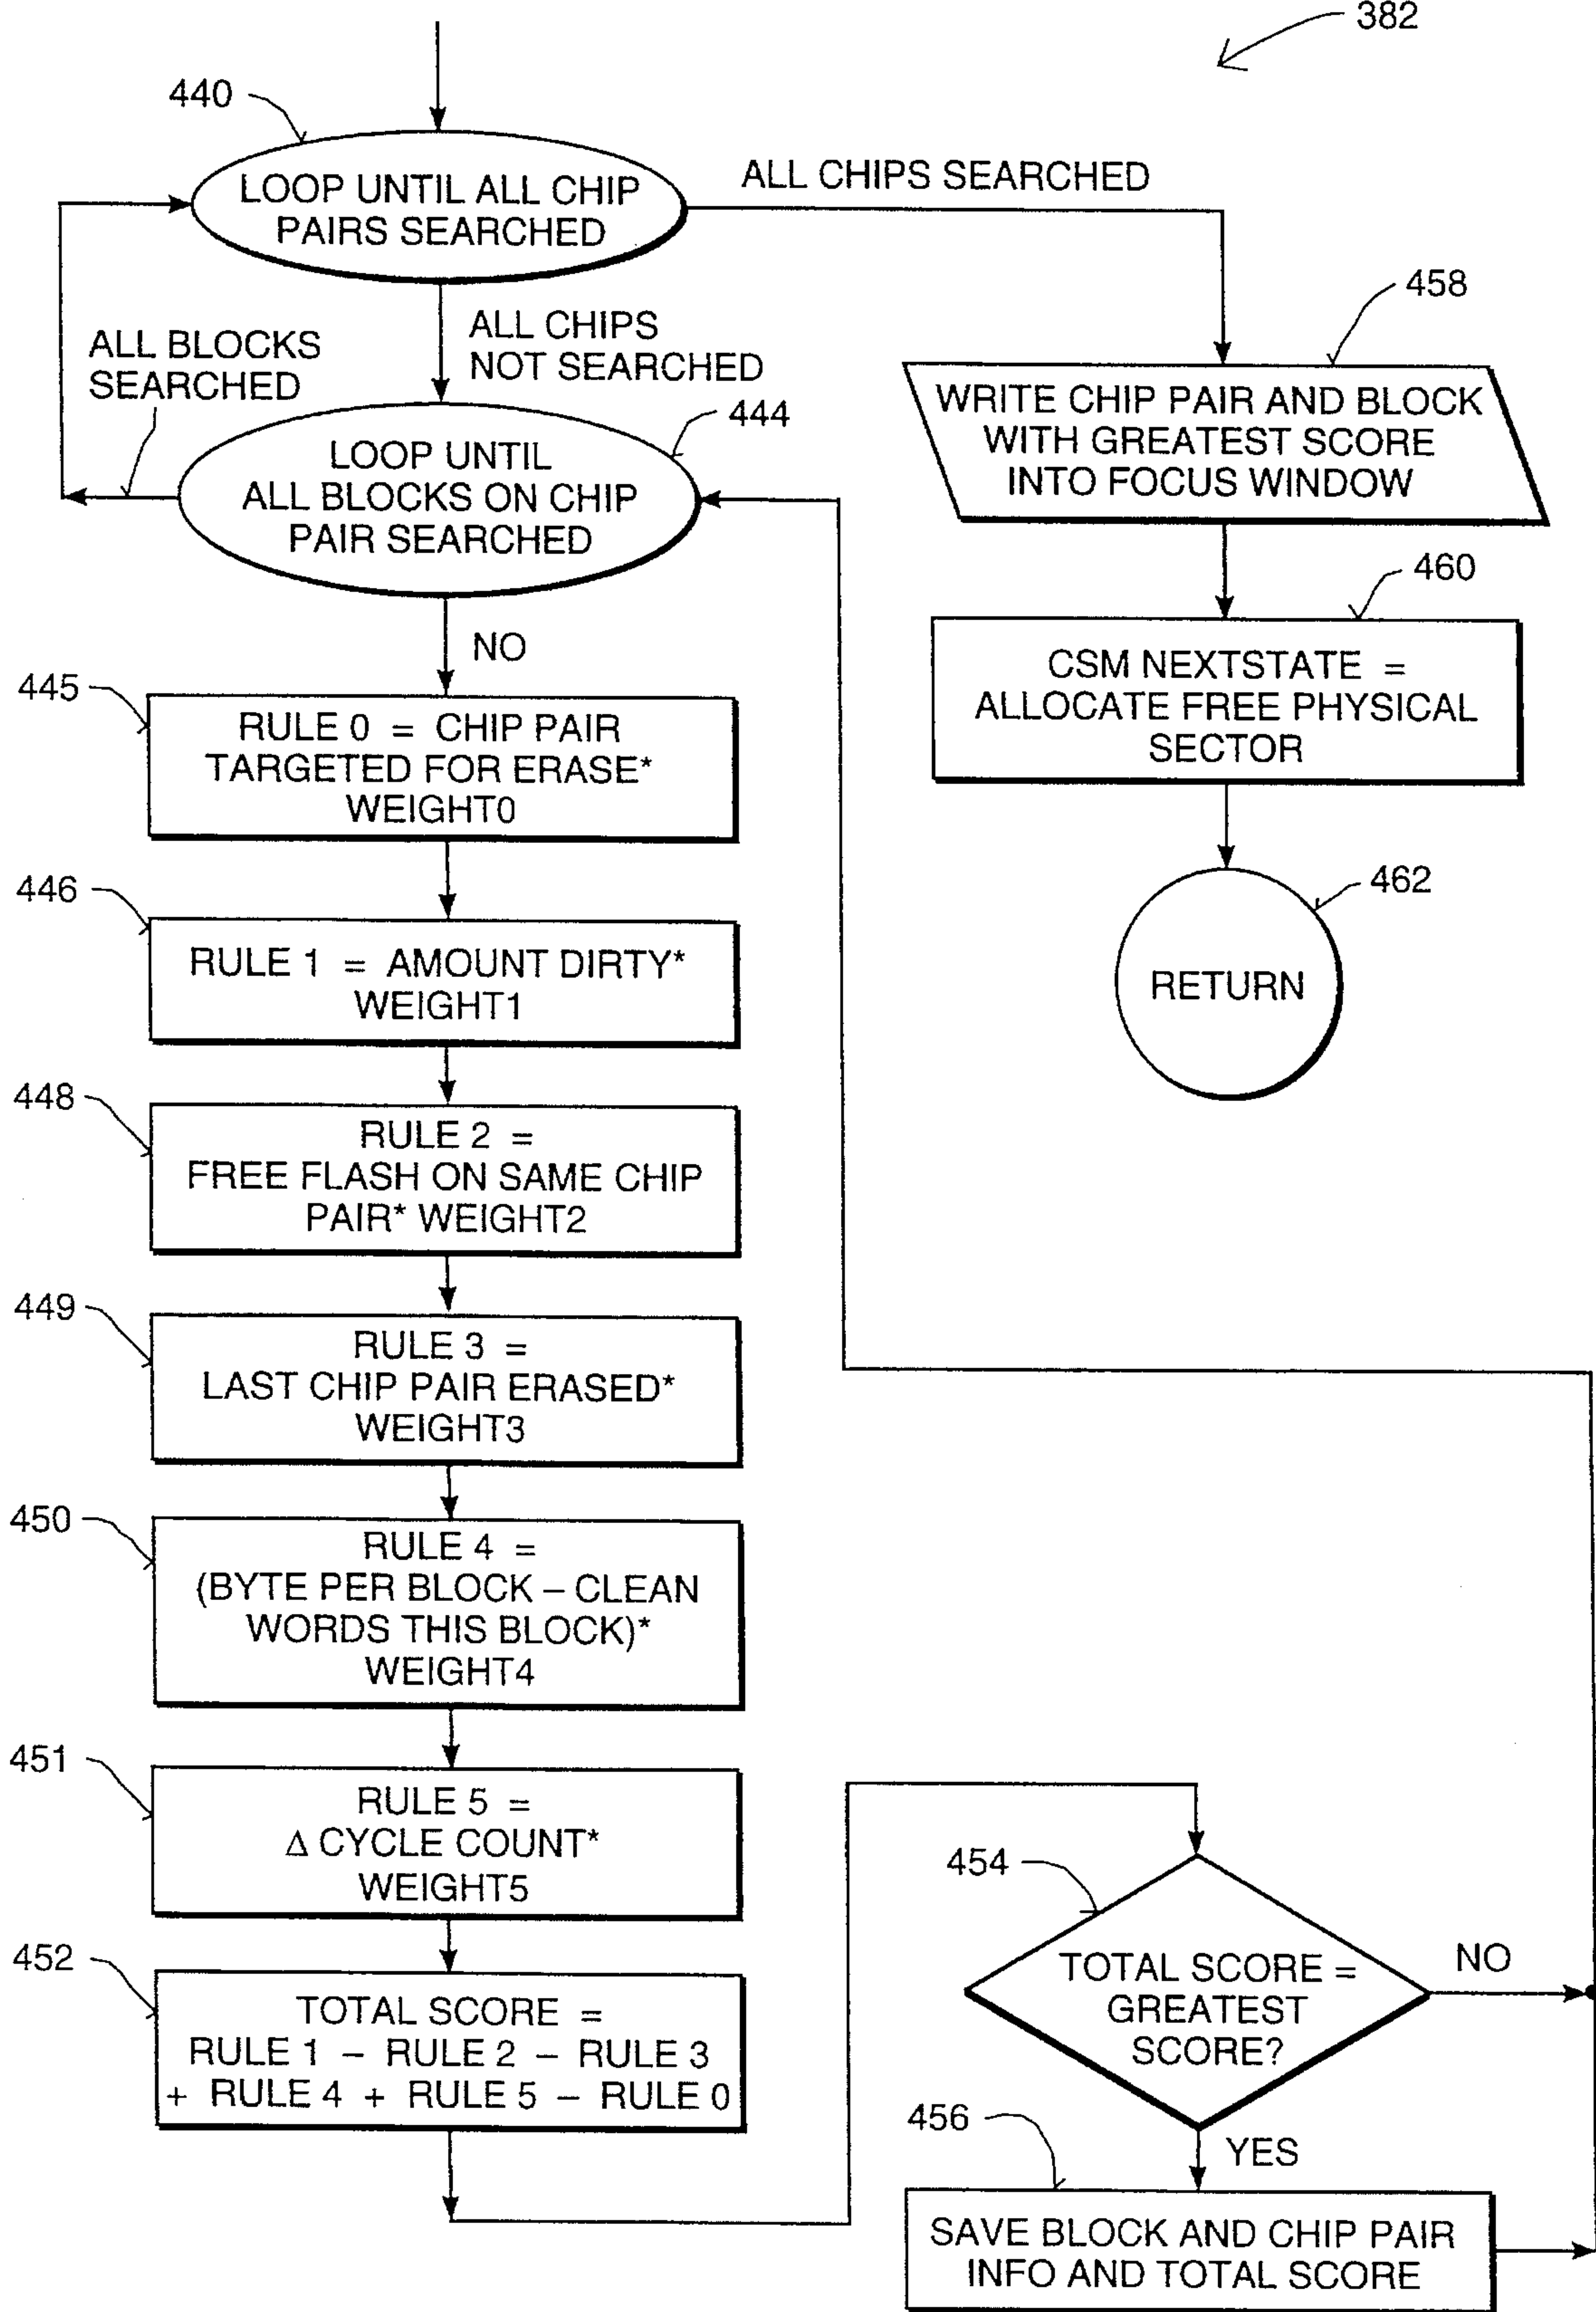 382
440
LOOP UNTIL ALL CHIP
PAIRS SEARCHED
ALL CHIPS SEARCHED
ALL CHIPS
NOT SEARCHED
ALL BLOCKS
SEARCHED
444
LOOP UNTIL
ALL BLOCKS ON CHIP
PAIR SEARCHED
NO
445
RULE 0 = CHIP PAIR
TARGETED FOR ERASE*
WEIGHT0
446
RULE 1 = AMOUNT DIRTY*
WEIGHT1
448
RULE 2 =
FREE FLASH ON SAME CHIP
PAIR* WEIGHT2
449
RULE 3 =
LAST CHIP PAIR ERASED*
WEIGHT3
450
RULE 4 =
(BYTE PER BLOCK – CLEAN
WORDS THIS BLOCK)*
WEIGHT4
451
RULE 5 =
Δ CYCLE COUNT*
WEIGHT5
452
TOTAL SCORE =
RULE 1 – RULE 2 – RULE 3
+ RULE 4 + RULE 5 – RULE 0
454
TOTAL SCORE =
GREATEST
SCORE?
NO
YES
456
SAVE BLOCK AND CHIP PAIR
INFO AND TOTAL SCORE
458
WRITE CHIP PAIR AND BLOCK
WITH GREATEST SCORE
INTO FOCUS WINDOW
460
CSM NEXTSTATE =
ALLOCATE FREE PHYSICAL
SECTOR
462
RETURN